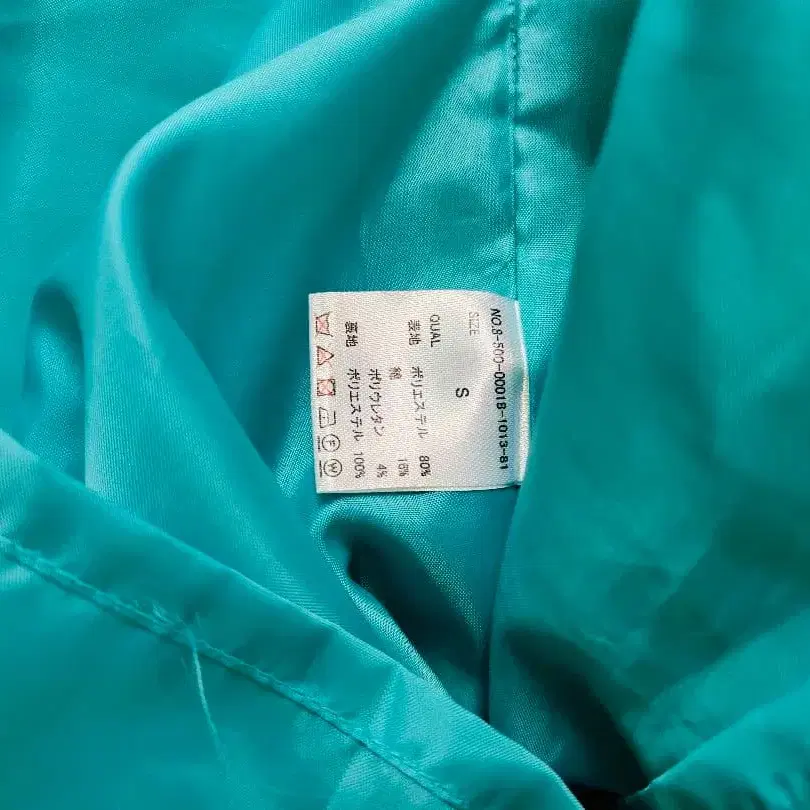 NO.8-500-00018-1013-81
SIZE S
QUAL
表地 ポリエステル 80%
綿 16%
ポリウレタン 4%
裏地 ポリエステル 100%
F W